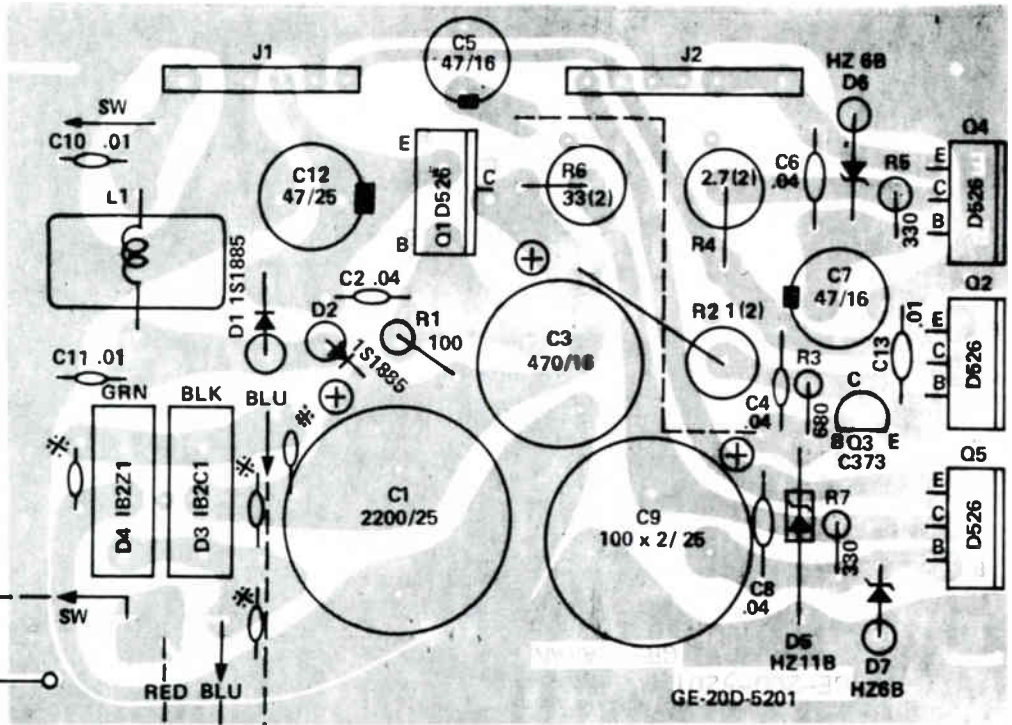 J1
C5
47/16
J2
HZ 6B
D6
SW
C10 .01
L1
C12
47/25
E
C
B
Q1 D526
R6
33(2)
2.7(2)
R4
C6
.04
R5
330
Q4
E
C
B
D526
D1 1S1885
C2 .04
D2
1S1885
R1
100
C3
470/16
R2 1(2)
C7
47/16
.01
C13
Q2
E
C
B
D526
C11 .01
GRN
BLK
BLU
※
※
※
※
D4 IB2Z1
D3 IB2C1
C1
2200/25
C4
.04
R3
680
C
B Q3 E
C373
C9
100 x 2/ 25
C8
.04
R7
330
Q5
E
C
B
D526
SW
RED BLU
D5
HZ11B
D7
HZ6B
GE-20D-5201